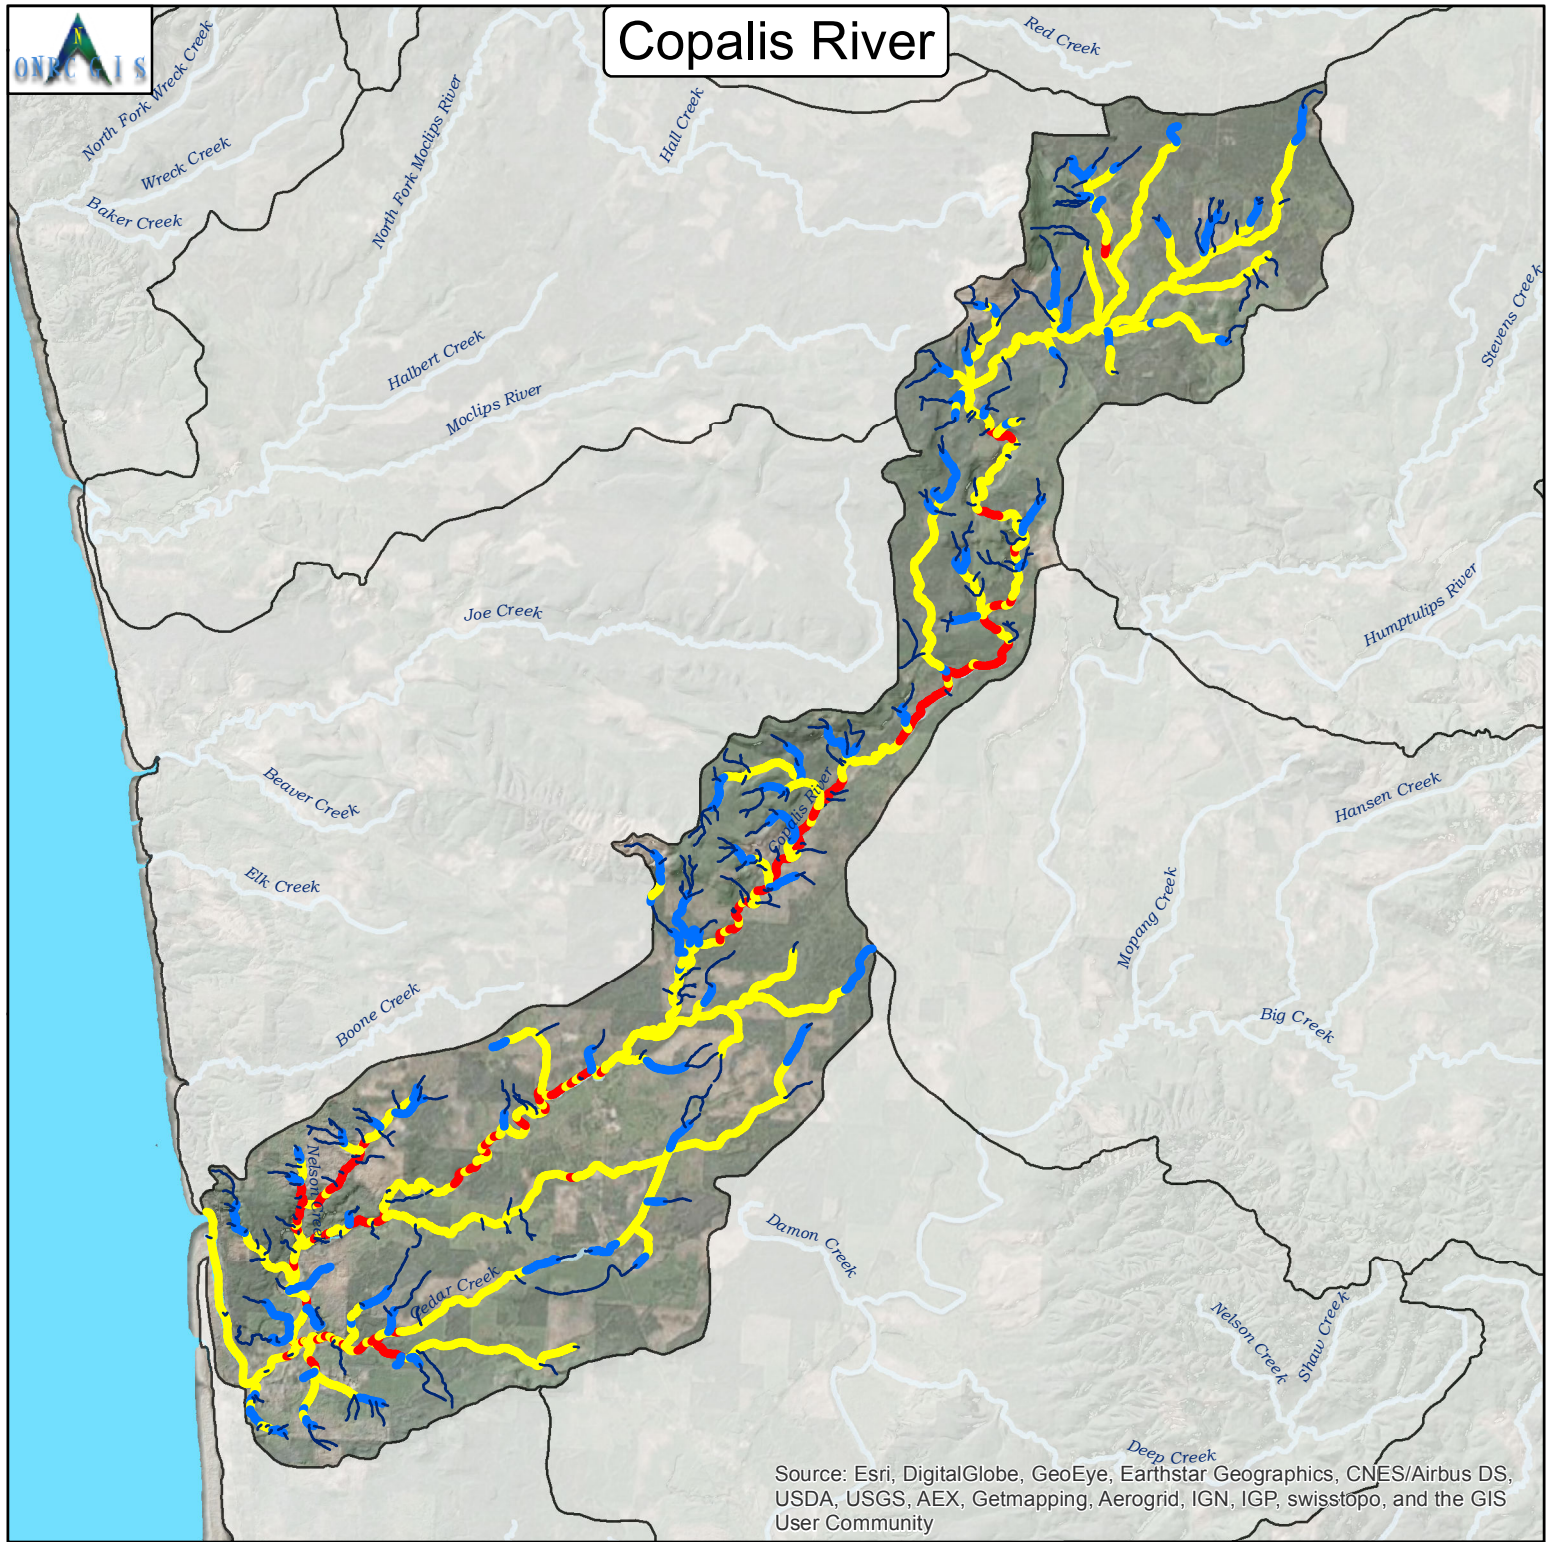 Copalis River
N
ONRC GIS
Red Creek
North Fork Wreck Creek
Wreck Creek
Baker Creek
North Fork Moclips River
Hall Creek
Halbert Creek
Moclips River
Stevens Creek
Humptulips River
Joe Creek
Beaver Creek
Elk Creek
Copalis River
Hansen Creek
Mopang Creek
Big Creek
Boone Creek
Nelson Creek
Cedar Creek
Damon Creek
Nelson Creek
Shaw Creek
Deep Creek
Source: Esri, DigitalGlobe, GeoEye, Earthstar Geographics, CNES/Airbus DS,
USDA, USGS, AEX, Getmapping, Aerogrid, IGN, IGP, swisstopo, and the GIS
User Community